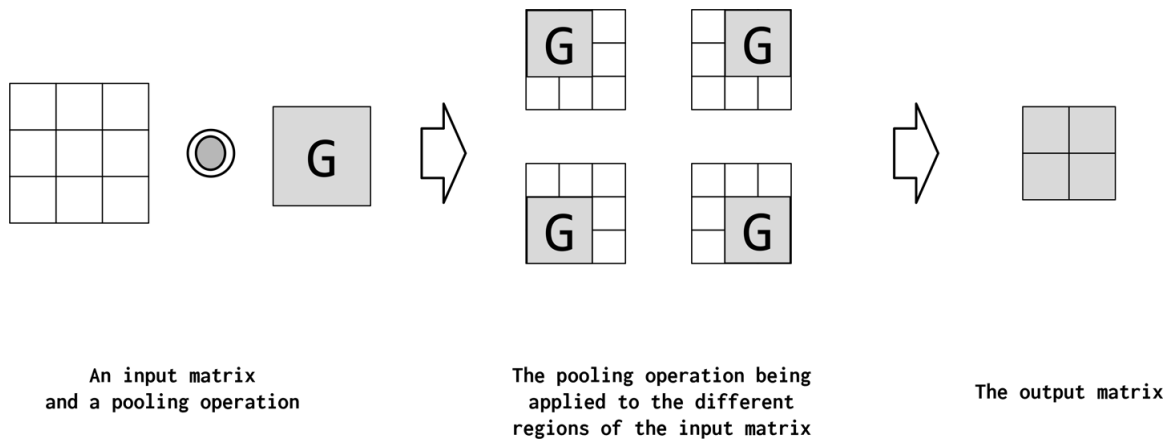 G
G
G
G
G
An input matrix
and a pooling operation
The pooling operation being
applied to the different
regions of the input matrix
The output matrix